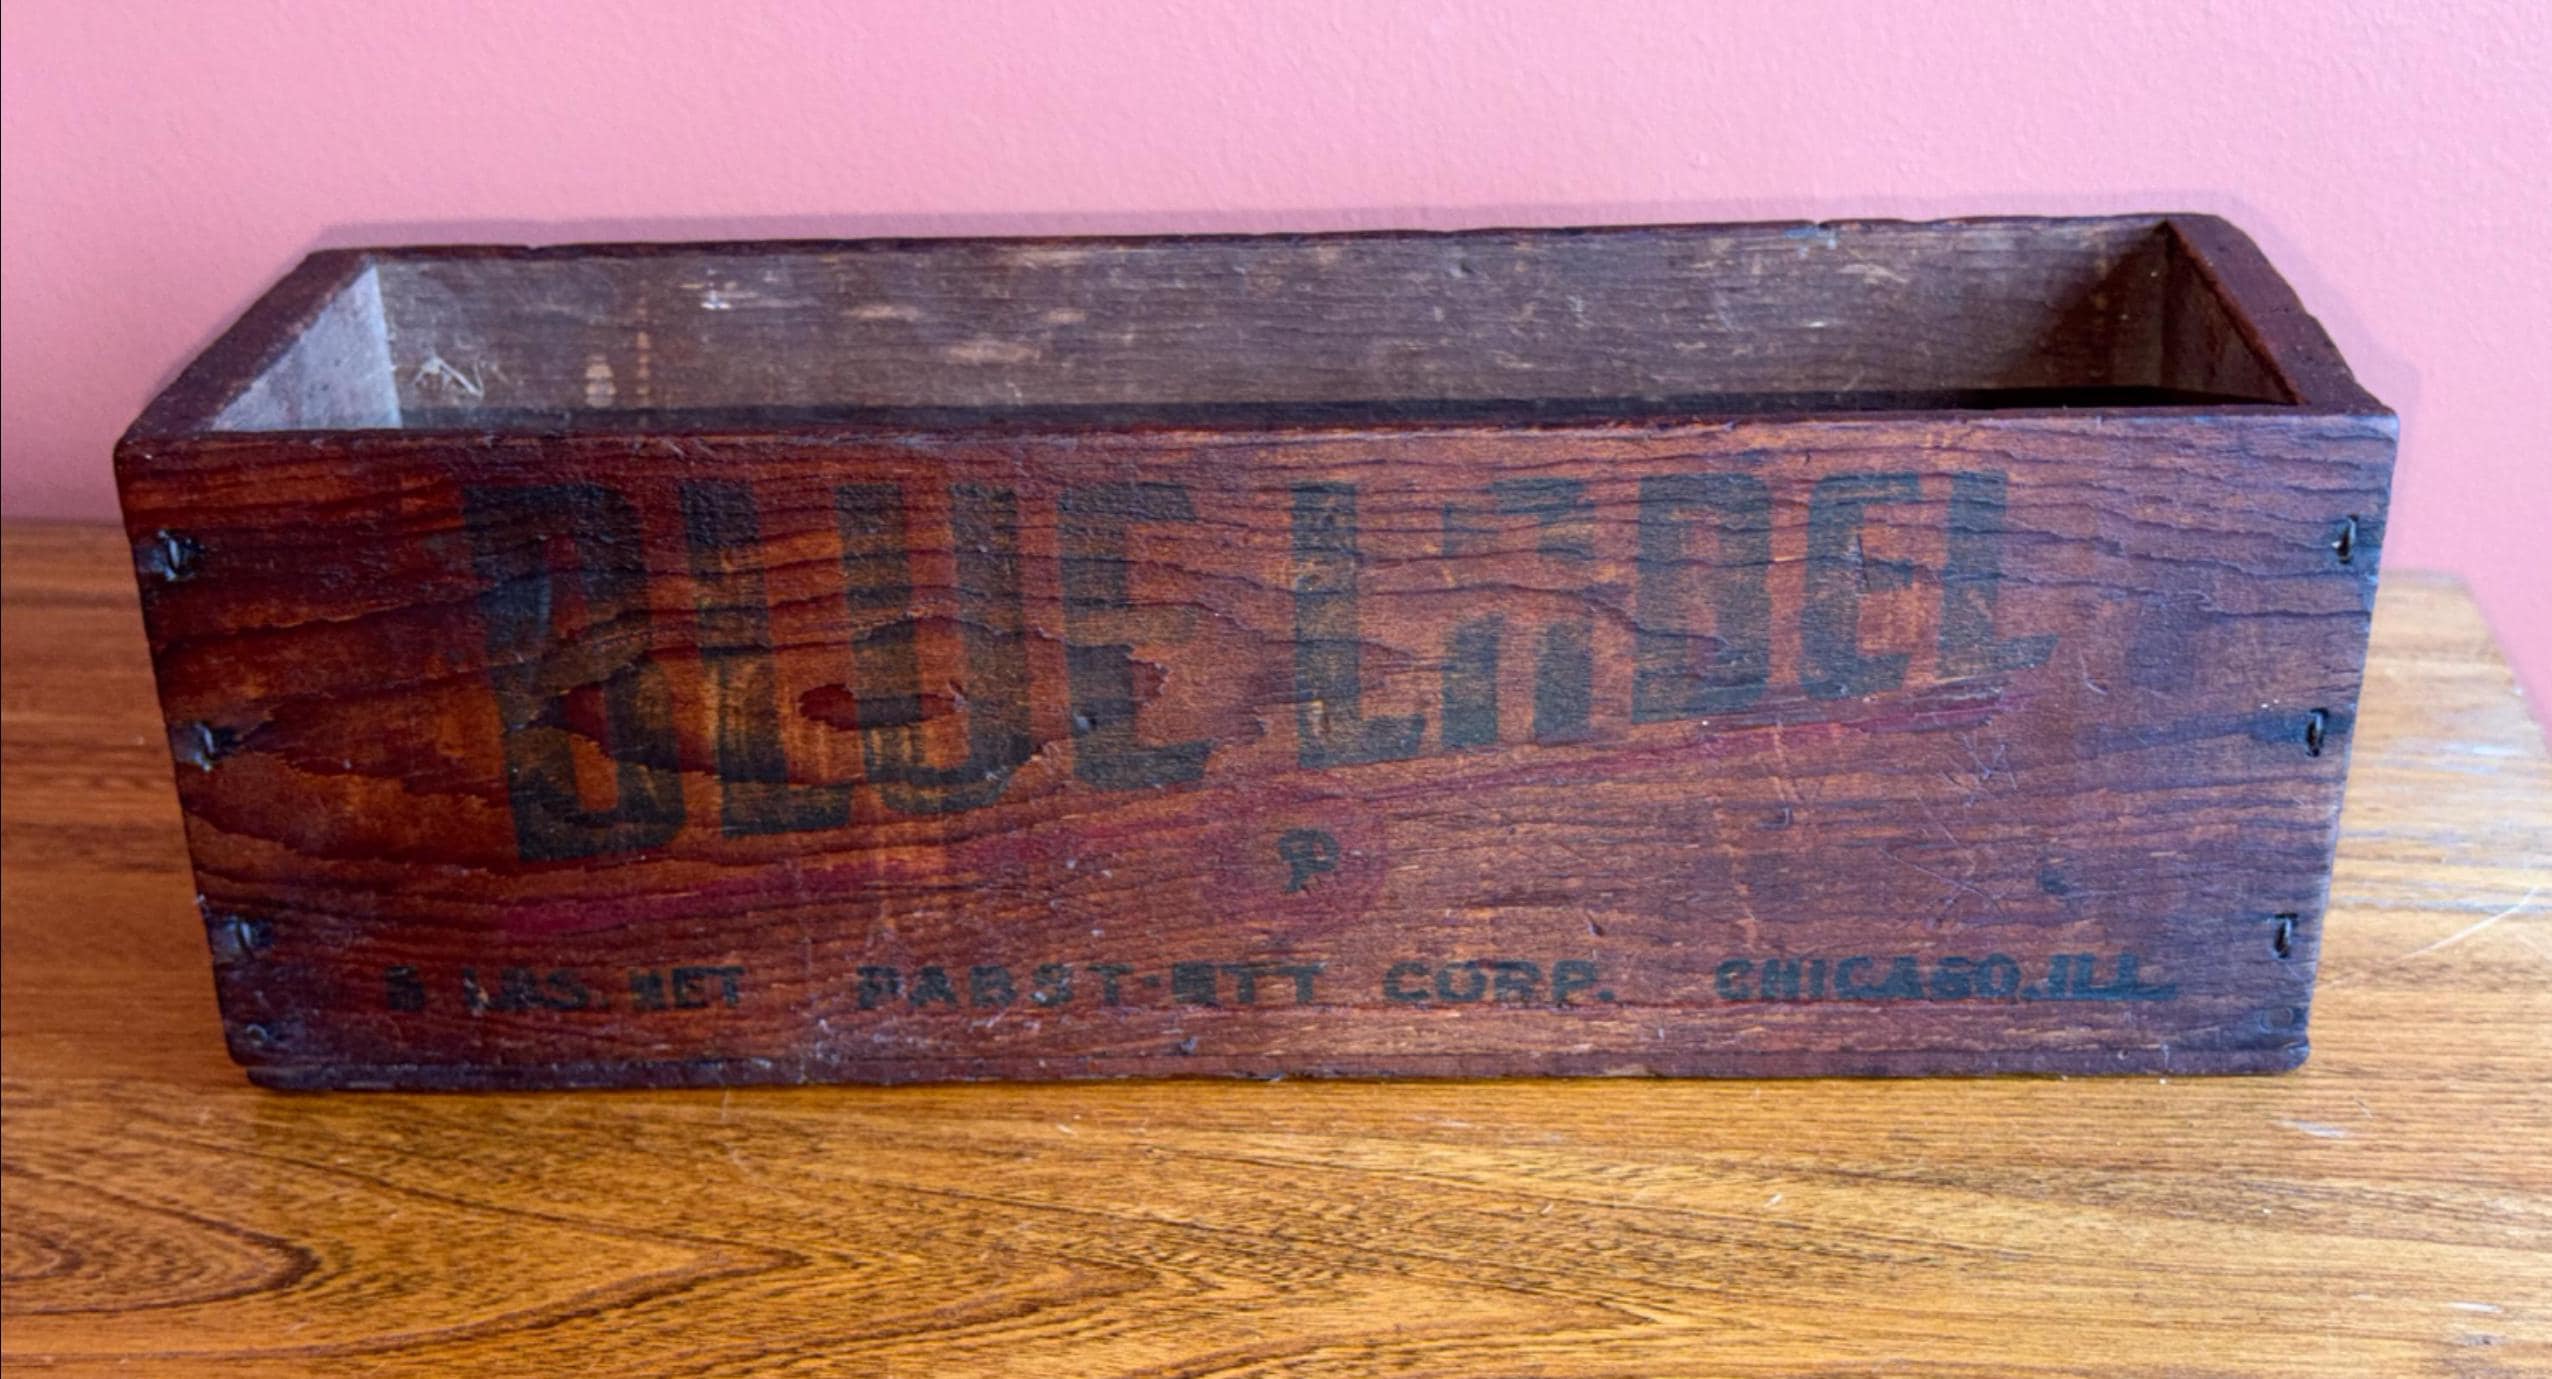 BLUE LABEL
P
5 LBS. NET PABST-ETT CORP. CHICAGO, ILL.